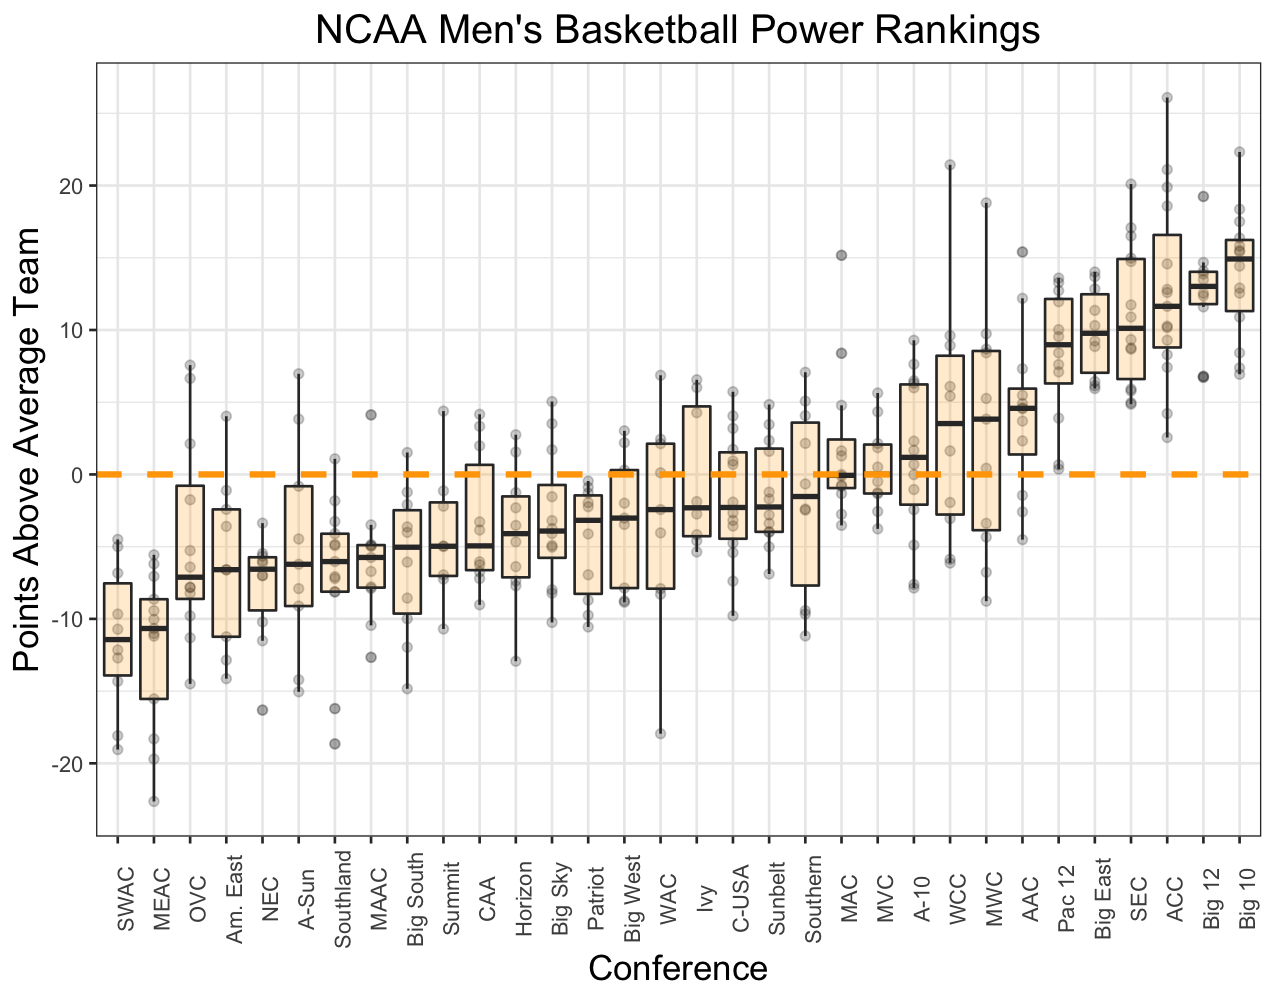 NCAA Men's Basketball Power Rankings
Points Above Average Team
20
10
0
-10
-20
SWAC
MEAC
OVC
Am. East
NEC
A-Sun
Southland
MAAC
Big South
Summit
CAA
Horizon
Big Sky
Patriot
Big West
WAC
Ivy
C-USA
Sunbelt
Southern
MAC
MVC
A-10
WCC
MWC
AAC
Pac 12
Big East
SEC
ACC
Big 12
Big 10
Conference